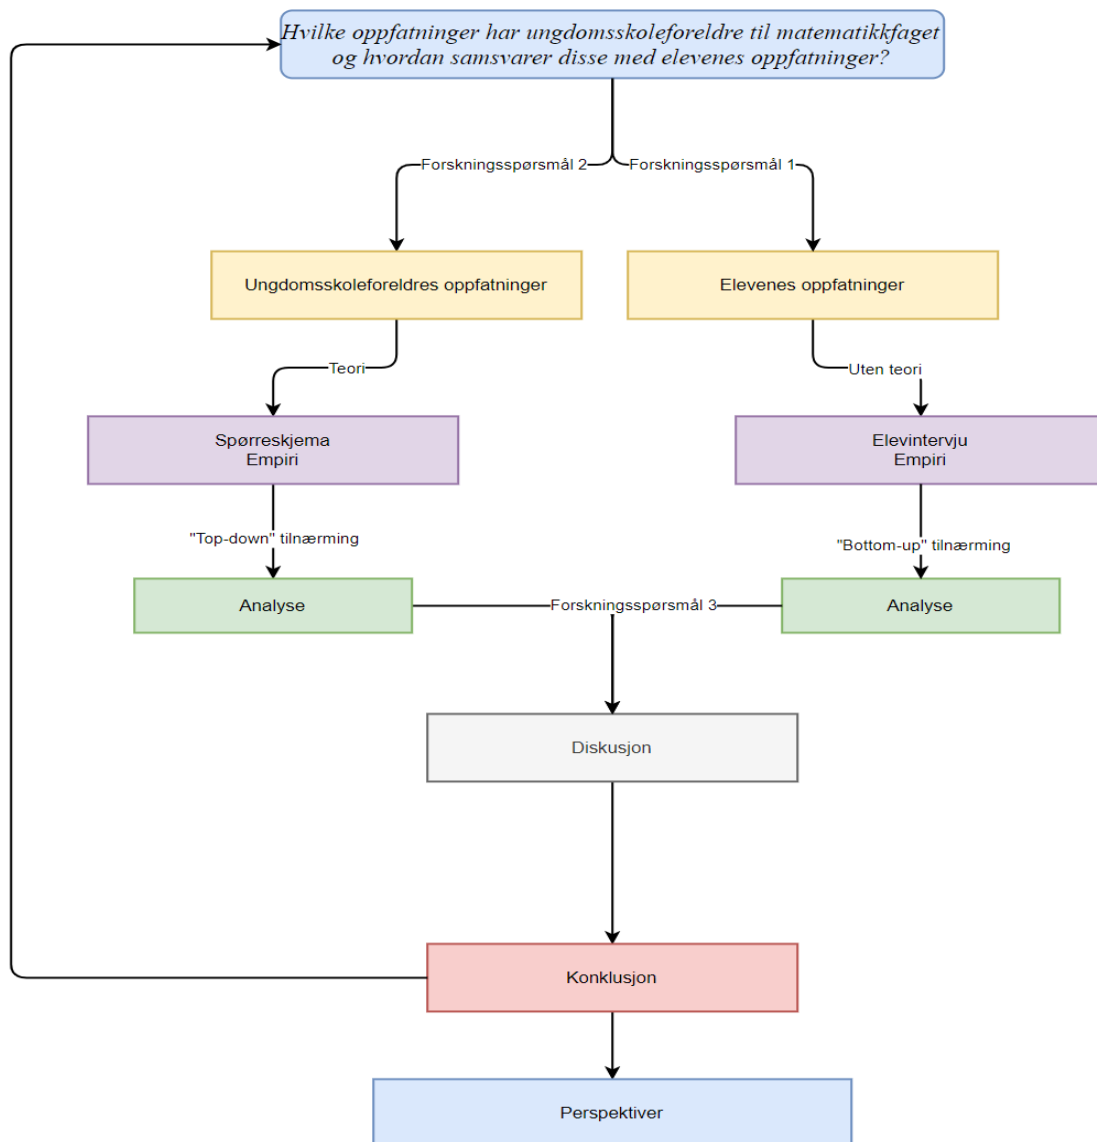 Hvilke oppfatninger har ungdomsskoleforeldre til matematikkfaget
og hvordan samsvarer disse med elevenes oppfatninger?
Forskningsspørsmål 2
Forskningsspørsmål 1
Ungdomsskoleforeldres oppfatninger
Elevenes oppfatninger
Teori
Uten teori
Spørreskjema
Empiri
Elevintervju
Empiri
"Top-down" tilnærming
"Bottom-up" tilnærming
Analyse
Forskningsspørsmål 3
Analyse
Diskusjon
Konklusjon
Perspektiver